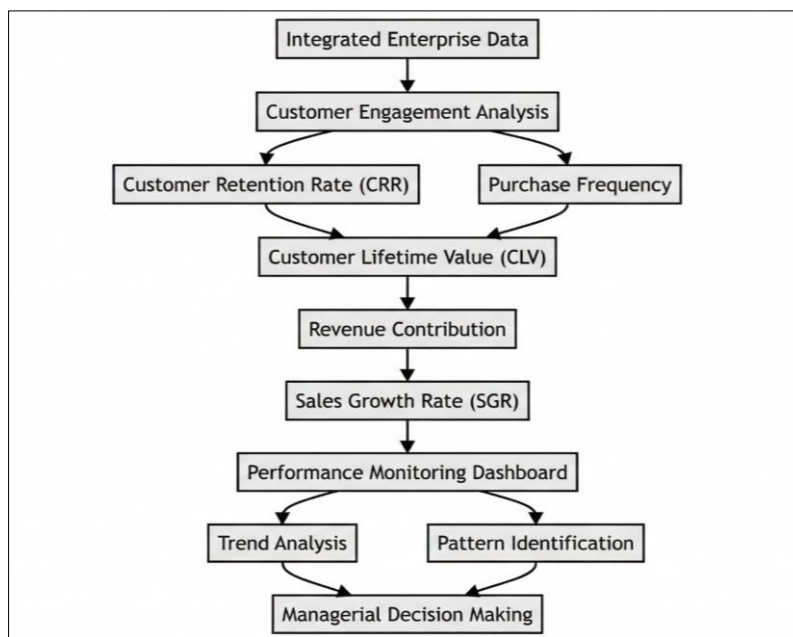 Integrated Enterprise Data
Customer Engagement Analysis
Customer Retention Rate (CRR)
Purchase Frequency
Customer Lifetime Value (CLV)
Revenue Contribution
Sales Growth Rate (SGR)
Performance Monitoring Dashboard
Trend Analysis
Pattern Identification
Managerial Decision Making